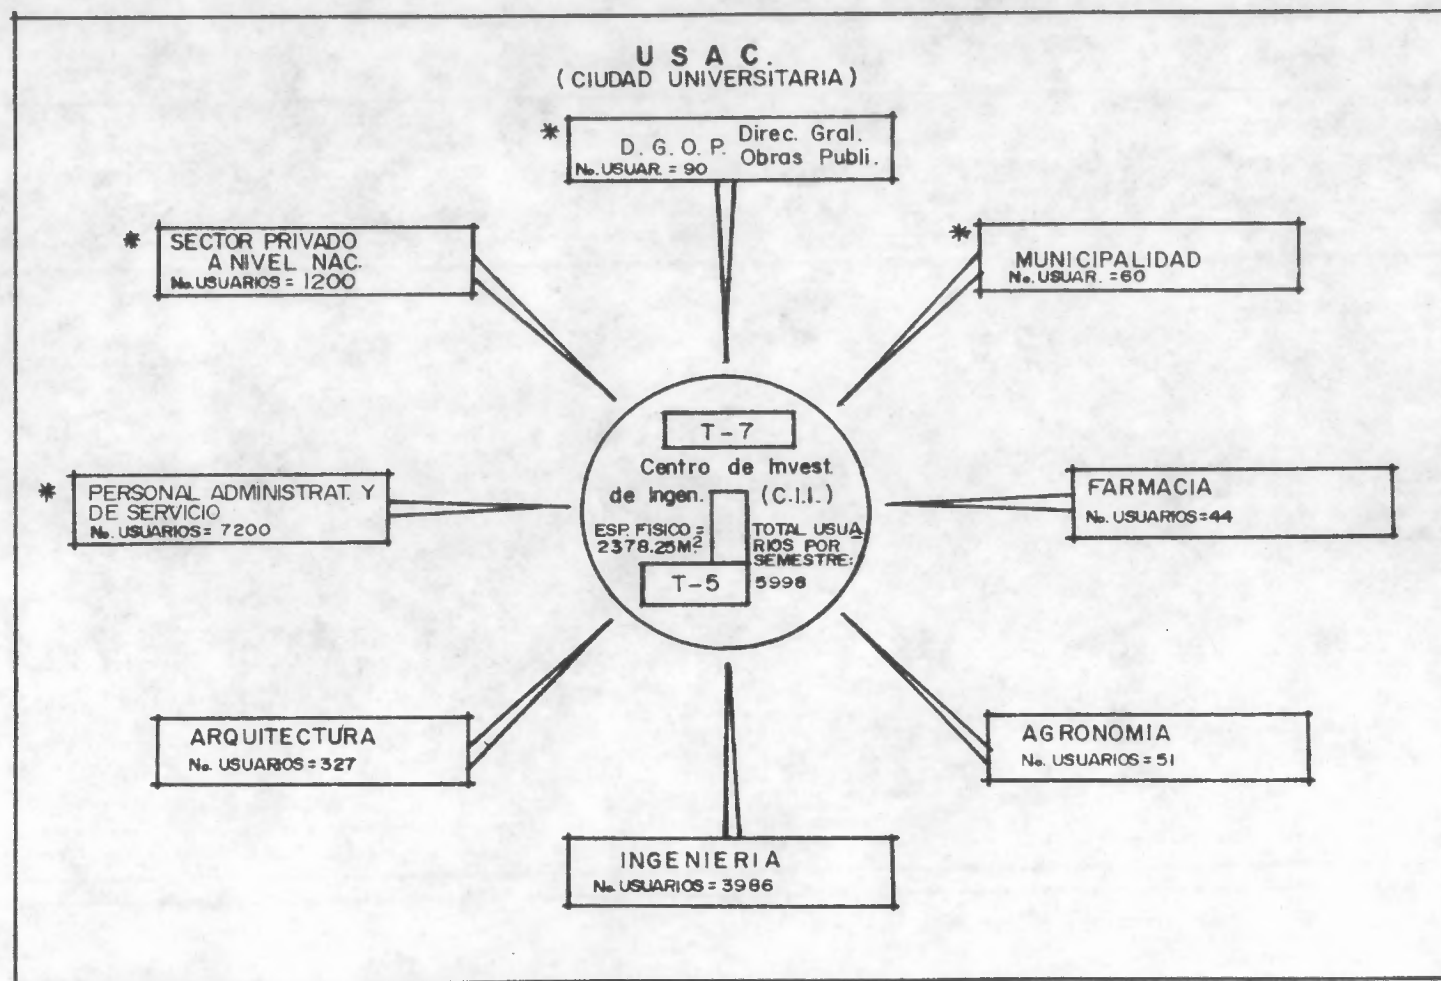 U S A C.
( CIUDAD UNIVERSITARIA )
* D. G. O. P. Direc. Gral.
Obras Publi.
No. USUAR. = 90
* SECTOR PRIVADO
A NIVEL NAC.
No. USUARIOS = 1200
* MUNICIPALIDAD
No. USUAR. = 60
* PERSONAL ADMINISTRAT. Y
DE SERVICIO
No. USUARIOS = 7200
T-7
Centro de Invest.
de Ingen. (C.I.I.)
ESP. FISICO =
2378.25M²
TOTAL USUA
RIOS POR
SEMESTRE:
5998
T-5
FARMACIA
No. USUARIOS=44
ARQUITECTURA
No. USUARIOS = 327
AGRONOMIA
No. USUARIOS = 51
INGENIERIA
No. USUARIOS = 3986